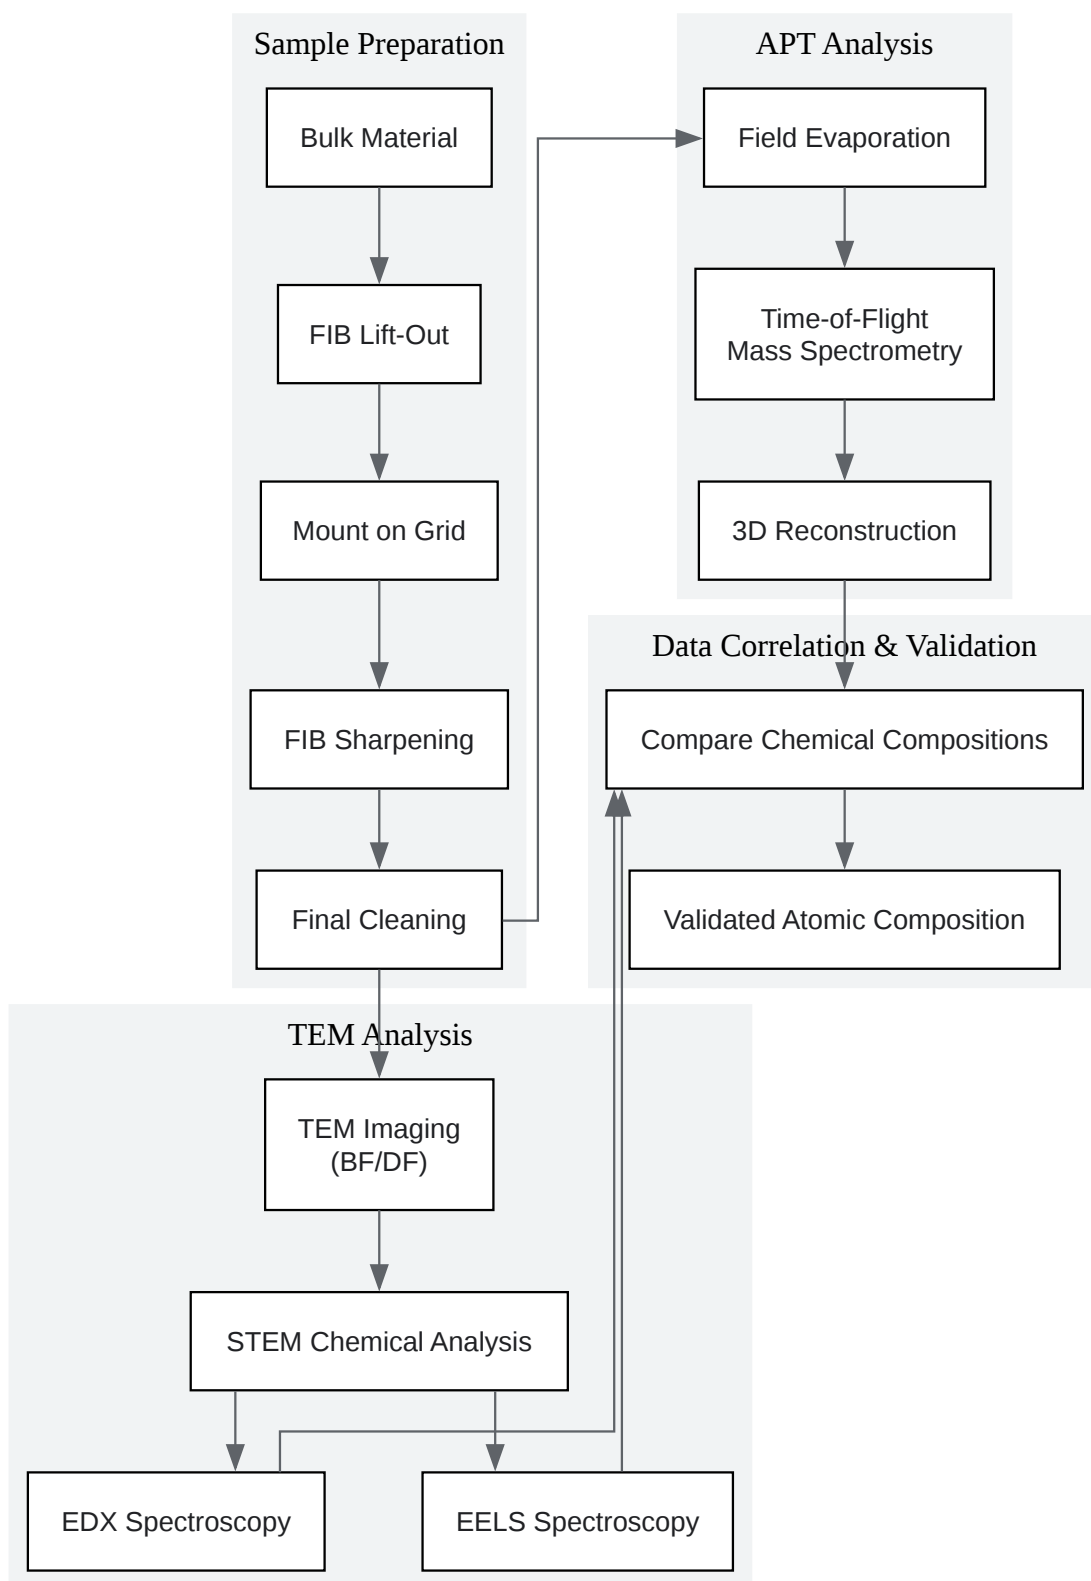 Sample Preparation
Bulk Material
FIB Lift-Out
Mount on Grid
FIB Sharpening
Final Cleaning
APT Analysis
Field Evaporation
Time-of-Flight
Mass Spectrometry
3D Reconstruction
Data Correlation & Validation
Compare Chemical Compositions
Validated Atomic Composition
TEM Analysis
TEM Imaging
(BF/DF)
STEM Chemical Analysis
EDX Spectroscopy
EELS Spectroscopy